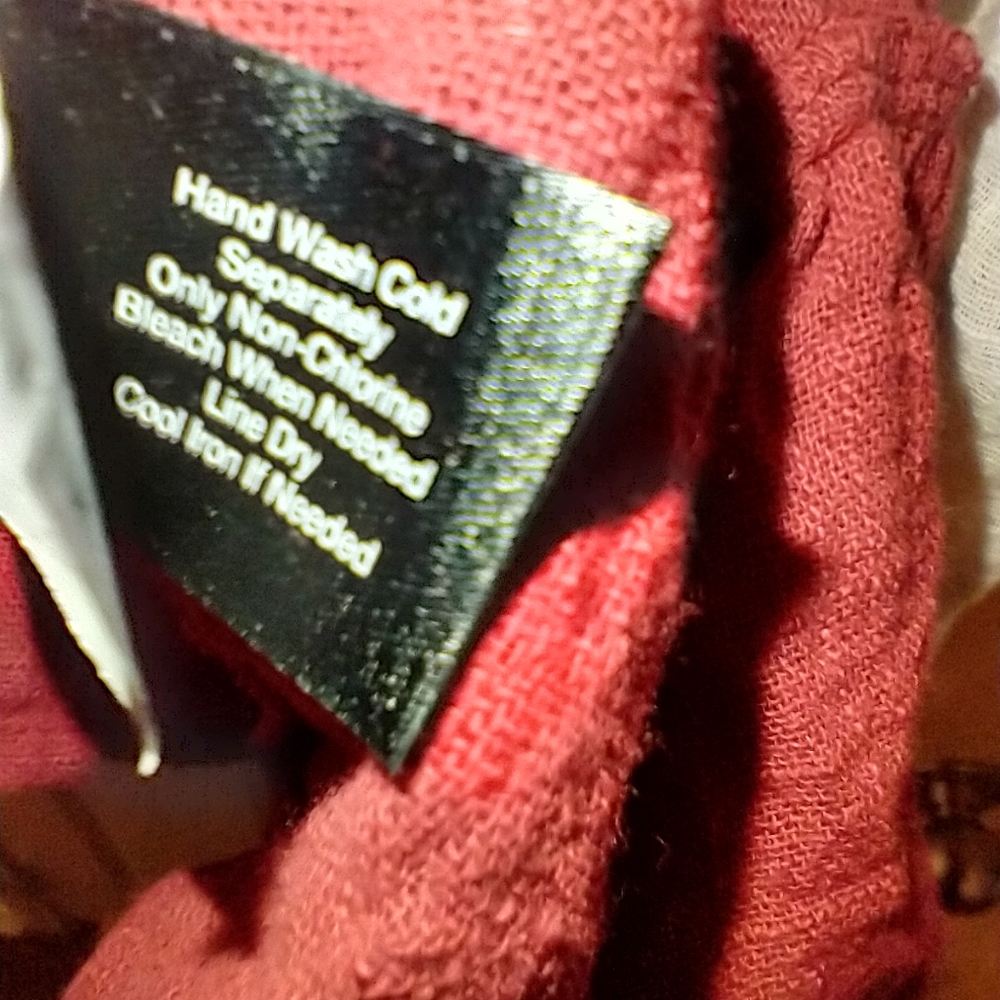 Hand Wash Cold
Separately
Only Non-Chlorine
Bleach When Needed
Line Dry
Cool Iron If Needed